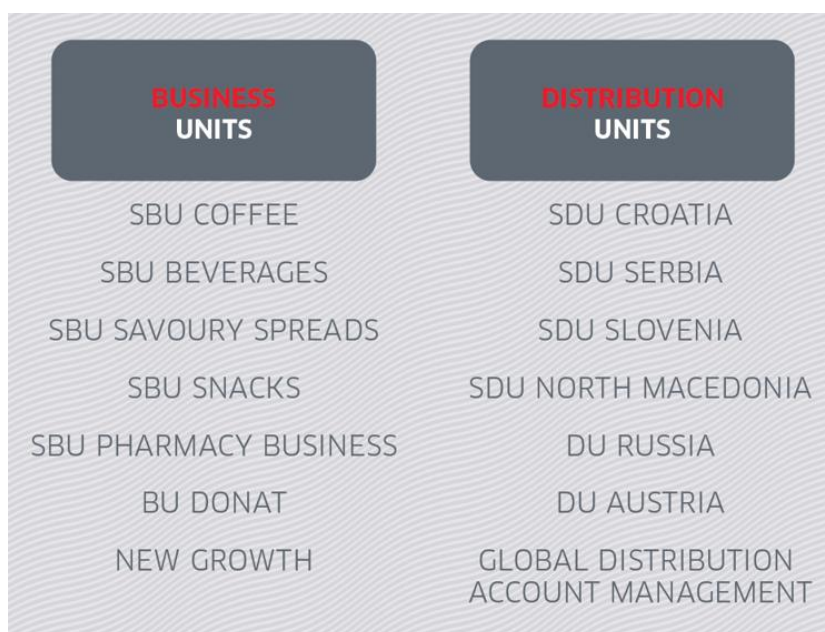 BUSINESS
UNITS
SBU COFFEE
SBU BEVERAGES
SBU SAVOURY SPREADS
SBU SNACKS
SBU PHARMACY BUSINESS
BU DONAT
NEW GROWTH
DISTRIBUTION
UNITS
SDU CROATIA
SDU SERBIA
SDU SLOVENIA
SDU NORTH MACEDONIA
DU RUSSIA
DU AUSTRIA
GLOBAL DISTRIBUTION
ACCOUNT MANAGEMENT